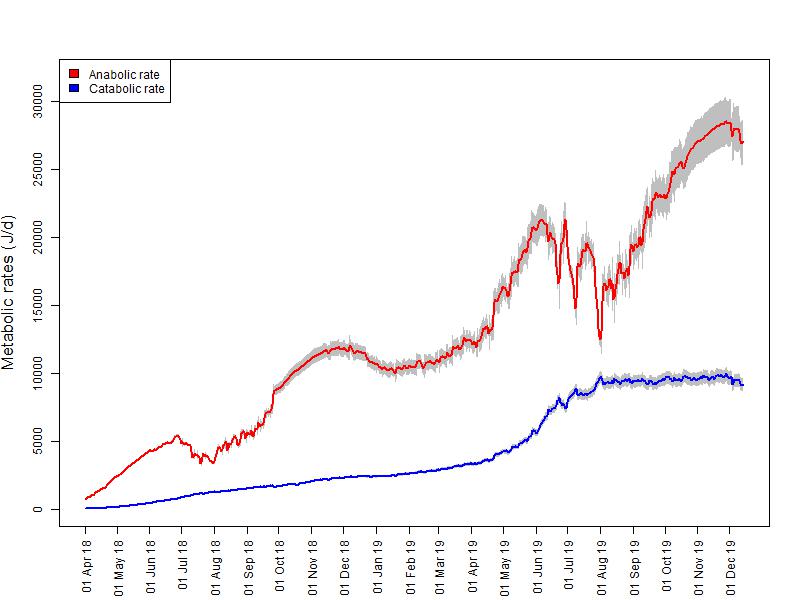 Anabolic rate
Catabolic rate
Metabolic rates (J/d)
30000
25000
20000
15000
10000
5000
0
01 Apr 18
01 May 18
01 Jun 18
01 Jul 18
01 Aug 18
01 Sep 18
01 Oct 18
01 Nov 18
01 Dec 18
01 Jan 19
01 Feb 19
01 Mar 19
01 Apr 19
01 May 19
01 Jun 19
01 Jul 19
01 Aug 19
01 Sep 19
01 Oct 19
01 Nov 19
01 Dec 19